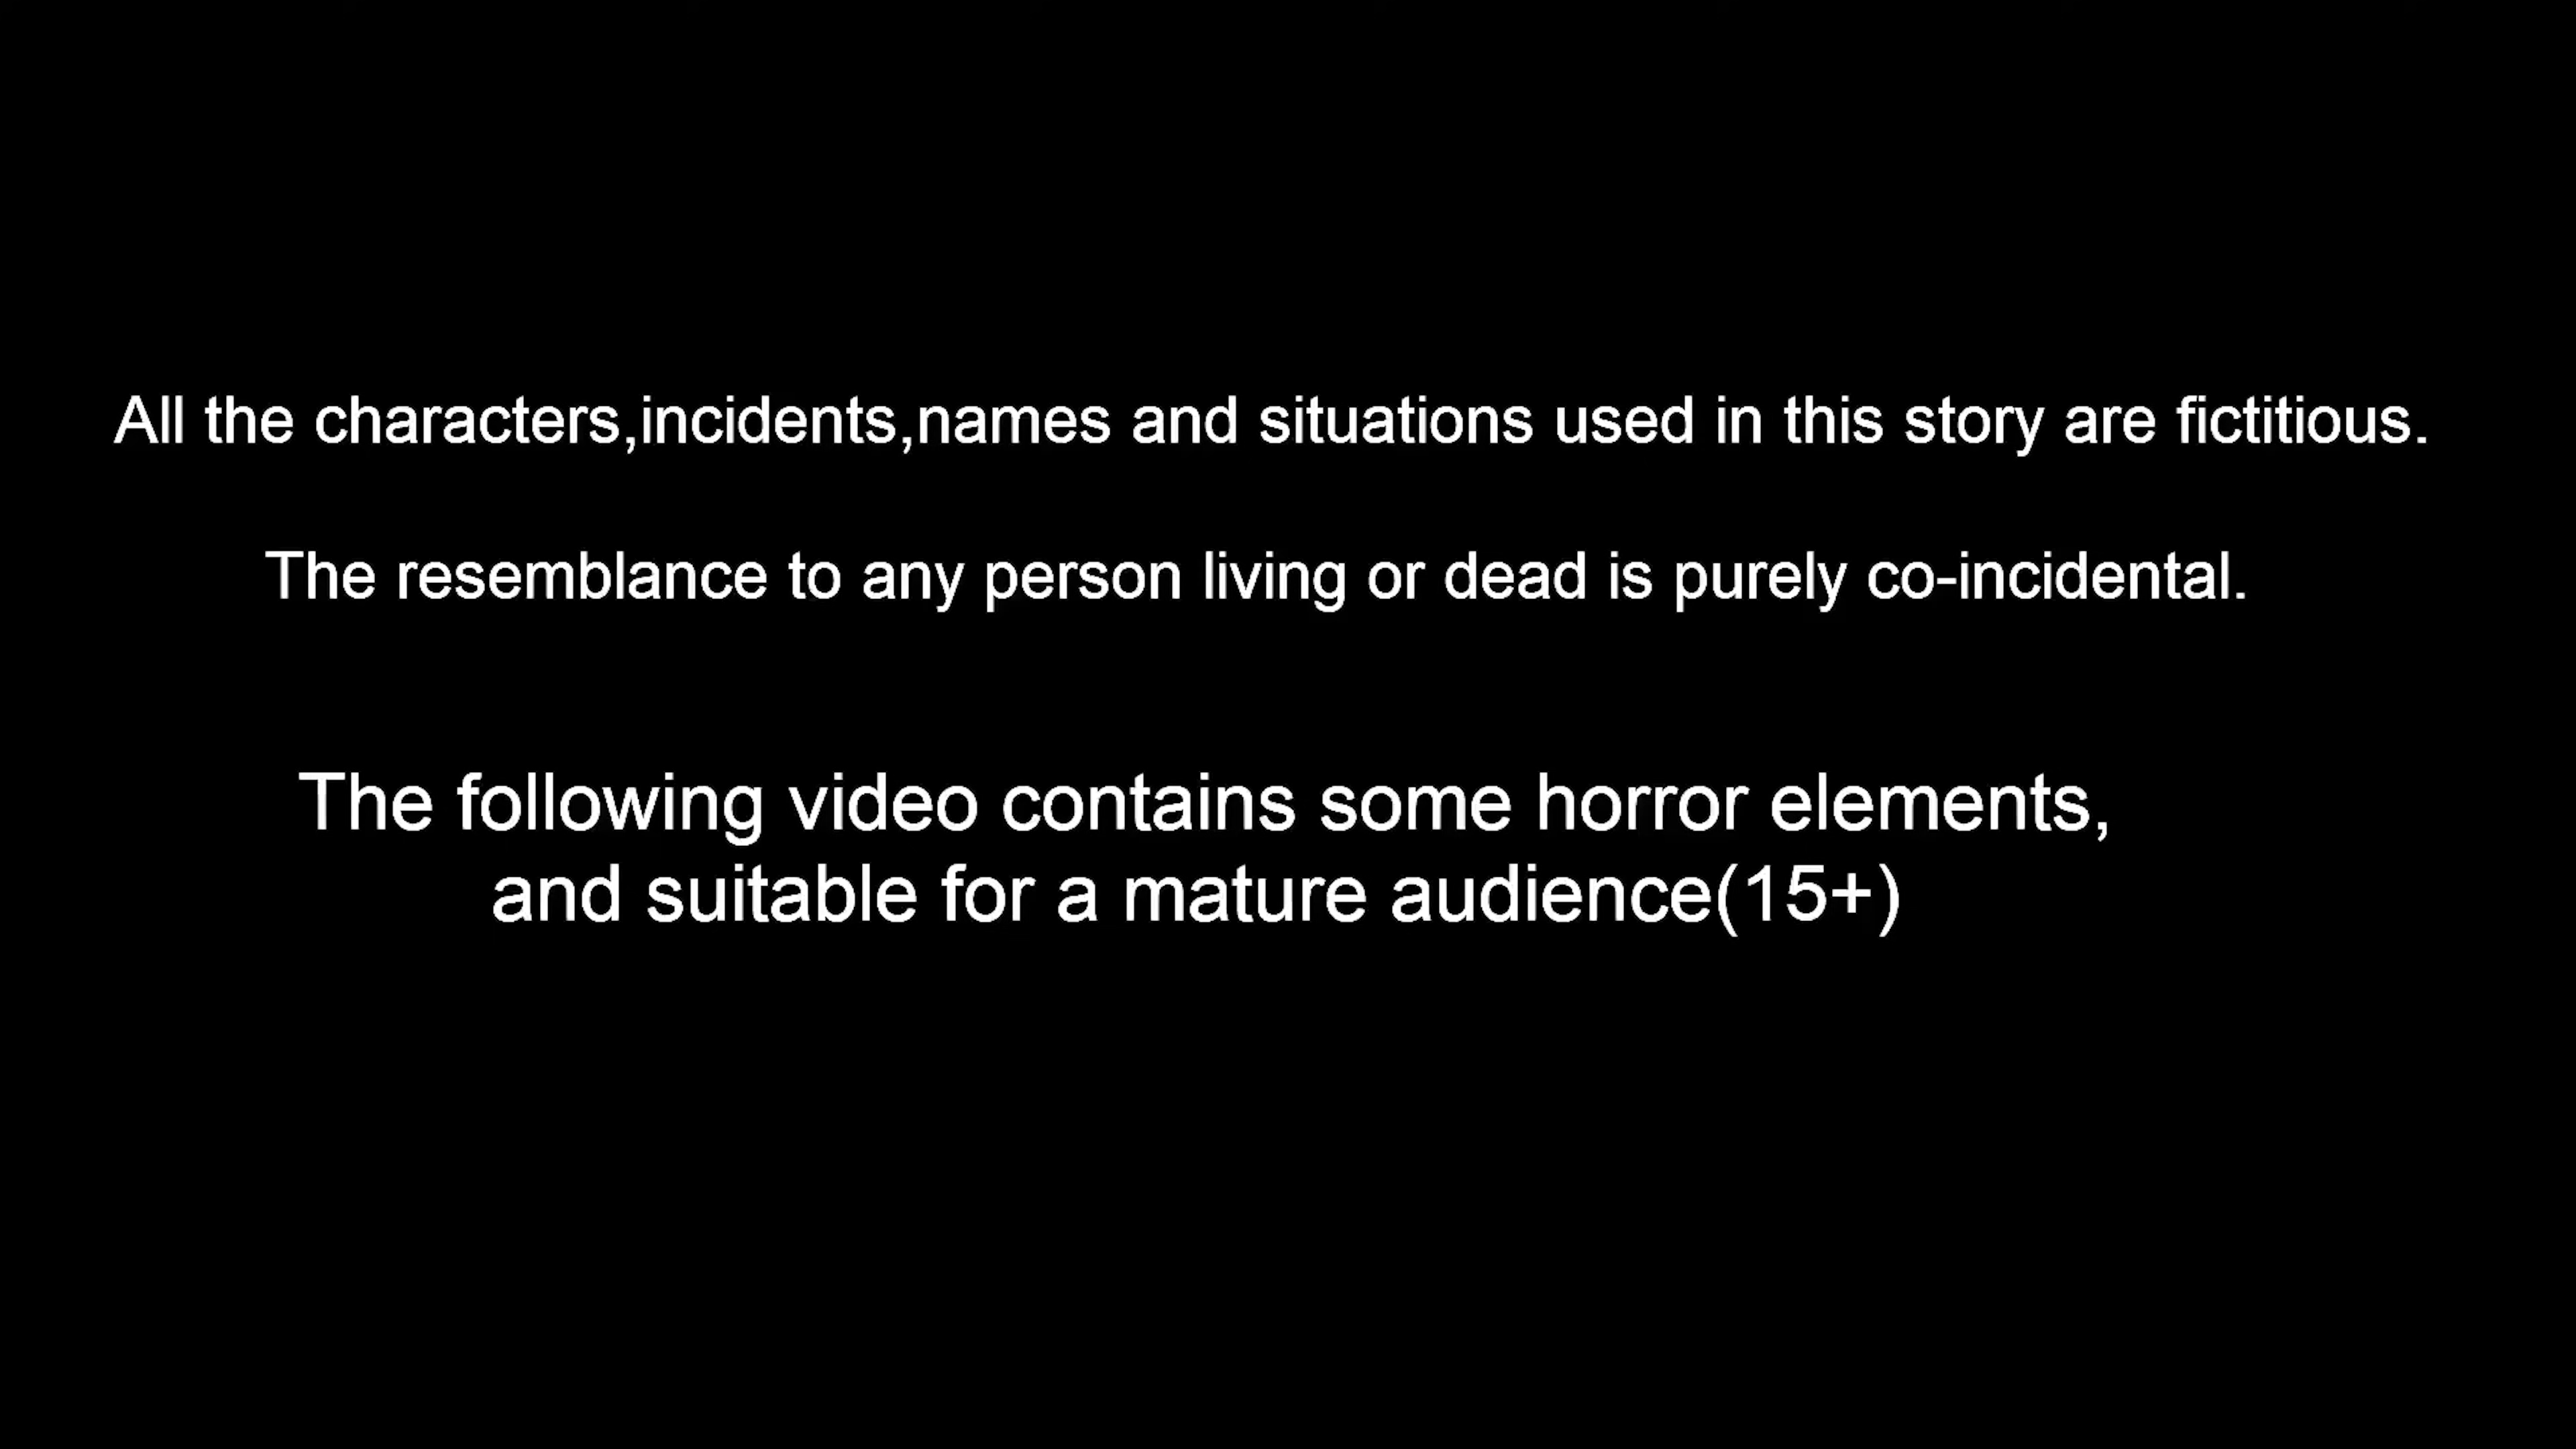 All the characters,incidents,names and situations used in this story are fictitious.
The resemblance to any person living or dead is purely co-incidental.
The following video contains some horror elements,
and suitable for a mature audience(15+)